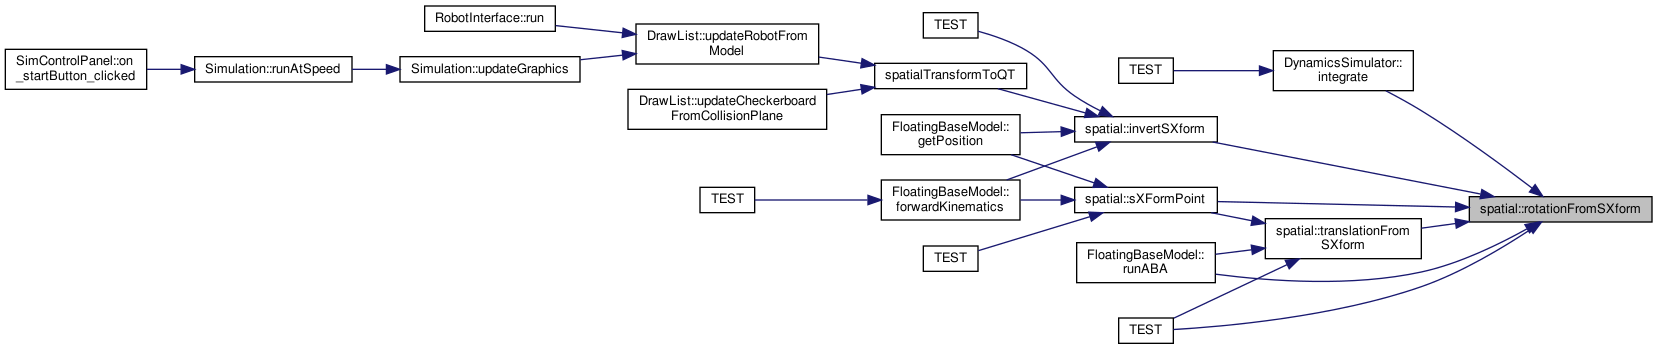 RobotInterface::run
SimControlPanel::on
_startButton_clicked
Simulation::runAtSpeed
Simulation::updateGraphics
DrawList::updateRobotFrom
Model
DrawList::updateCheckerboard
FromCollisionPlane
spatialTransformToQT
TEST
FloatingBaseModel::
getPosition
TEST
FloatingBaseModel::
forwardKinematics
TEST
spatial::invertSXform
spatial::sXFormPoint
FloatingBaseModel::
runABA
TEST
TEST
DynamicsSimulator::
integrate
spatial::translationFrom
SXform
spatial::rotationFromSXform